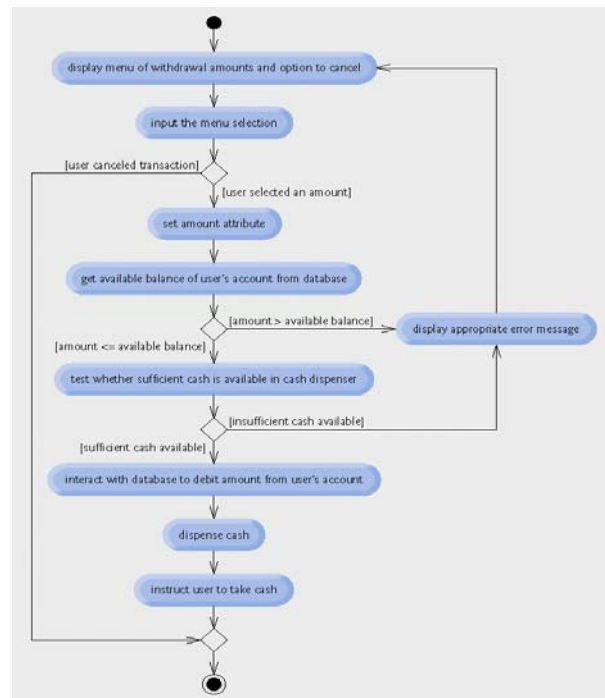 display menu of withdrawal amounts and option to cancel
input the menu selection
[user canceled transaction]
[user selected an amount]
set amount attribute
get available balance of user's account from database
[amount > available balance]
display appropriate error message
[amount <= available balance]
test whether sufficient cash is available in cash dispenser
[insufficient cash available]
[sufficient cash available]
interact with database to debit amount from user's account
dispense cash
instruct user to take cash